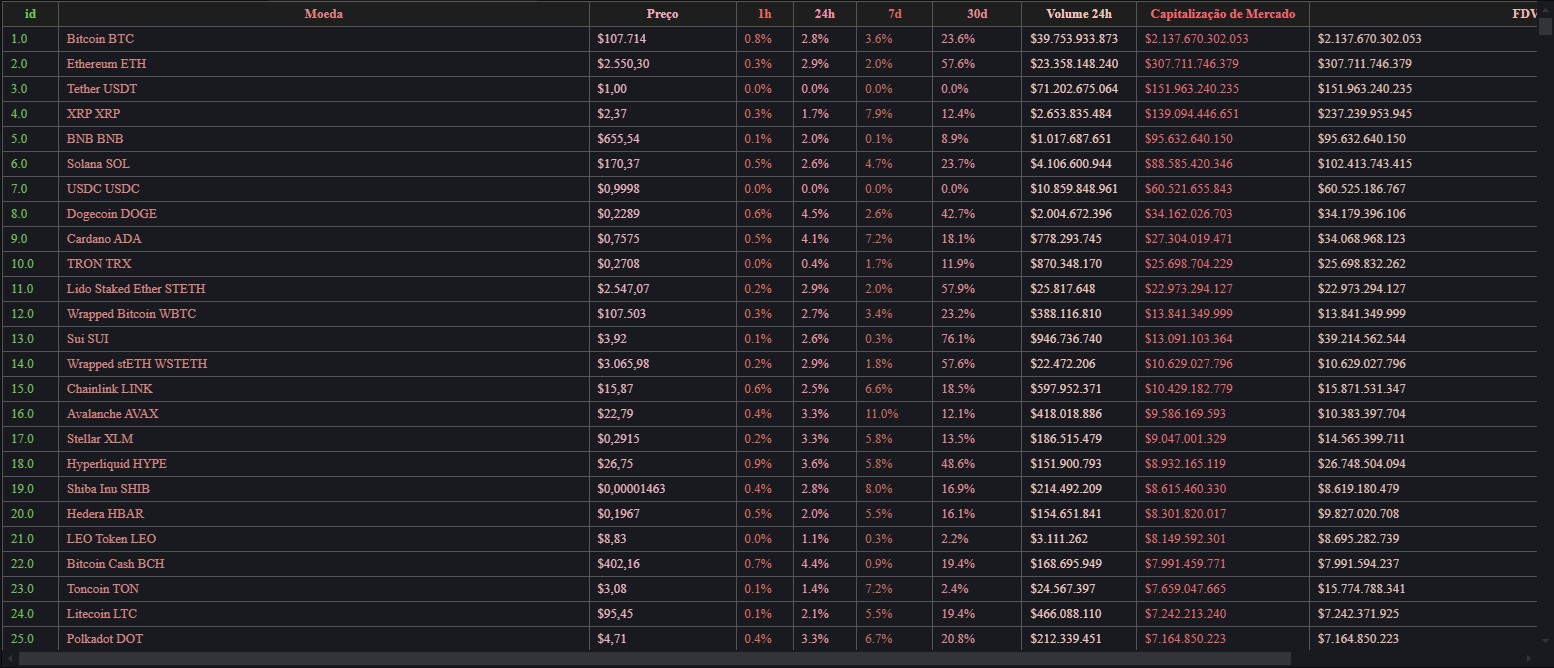 id Moeda Preço 1h 24h 7d 30d Volume 24h Capitalização de Mercado FDV
1.0 Bitcoin BTC $107.714 0.8% 2.8% 3.6% 23.6% $39.753.933.873 $2.137.670.302.053 $2.137.670.302.053
2.0 Ethereum ETH $2.550,30 0.3% 2.9% 2.0% 57.6% $23.358.148.240 $307.711.746.379 $307.711.746.379
3.0 Tether USDT $1,00 0.0% 0.0% 0.0% 0.0% $71.202.675.064 $151.963.240.235 $151.963.240.235
4.0 XRP XRP $2,37 0.3% 1.7% 7.9% 12.4% $2.653.835.484 $139.094.446.651 $237.239.953.945
5.0 BNB BNB $655,54 0.1% 2.0% 0.1% 8.9% $1.017.687.651 $95.632.640.150 $95.632.640.150
6.0 Solana SOL $170,37 0.5% 2.6% 4.7% 23.7% $4.106.600.944 $88.585.420.346 $102.413.743.415
7.0 USDC USDC $0,9998 0.0% 0.0% 0.0% 0.0% $10.859.848.961 $60.521.655.843 $60.525.186.767
8.0 Dogecoin DOGE $0,2289 0.6% 4.5% 2.6% 42.7% $2.004.672.396 $34.162.026.703 $34.179.396.106
9.0 Cardano ADA $0,7575 0.5% 4.1% 7.2% 18.1% $778.293.745 $27.304.019.471 $34.068.968.123
10.0 TRON TRX $0,2708 0.0% 0.4% 1.7% 11.9% $870.348.170 $25.698.704.229 $25.698.832.262
11.0 Lido Staked Ether STETH $2.547,07 0.2% 2.9% 2.0% 57.9% $25.817.648 $22.973.294.127 $22.973.294.127
12.0 Wrapped Bitcoin WBTC $107.503 0.3% 2.7% 3.4% 23.2% $388.116.810 $13.841.349.999 $13.841.349.999
13.0 Sui SUI $3,92 0.1% 2.6% 0.3% 76.1% $946.736.740 $13.091.103.364 $39.214.562.544
14.0 Wrapped stETH WSTETH $3.065,98 0.2% 2.9% 1.8% 57.6% $22.472.206 $10.629.027.796 $10.629.027.796
15.0 Chainlink LINK $15,87 0.6% 2.5% 6.6% 18.5% $597.952.371 $10.429.182.779 $15.871.531.347
16.0 Avalanche AVAX $22,79 0.4% 3.3% 11.0% 12.1% $418.018.886 $9.586.169.593 $10.383.397.704
17.0 Stellar XLM $0,2915 0.2% 3.3% 5.8% 13.5% $186.515.479 $9.047.001.329 $14.565.399.711
18.0 Hyperliquid HYPE $26,75 0.9% 3.6% 5.8% 48.6% $151.900.793 $8.932.165.119 $26.748.504.094
19.0 Shiba Inu SHIB $0,00001463 0.4% 2.8% 8.0% 16.9% $214.492.209 $8.615.460.330 $8.619.180.479
20.0 Hedera HBAR $0,1967 0.5% 2.0% 5.5% 16.1% $154.651.841 $8.301.820.017 $9.827.020.708
21.0 LEO Token LEO $8,83 0.0% 1.1% 0.3% 2.2% $3.111.262 $8.149.592.301 $8.695.282.739
22.0 Bitcoin Cash BCH $402,16 0.7% 4.4% 0.9% 19.4% $168.695.949 $7.991.459.771 $7.991.594.237
23.0 Toncoin TON $3,08 0.1% 1.4% 7.2% 2.4% $24.567.397 $7.659.047.665 $15.774.788.341
24.0 Litecoin LTC $95,45 0.1% 2.1% 5.5% 19.4% $466.088.110 $7.242.213.240 $7.242.371.925
25.0 Polkadot DOT $4,71 0.4% 3.3% 6.7% 20.8% $212.339.451 $7.164.850.223 $7.164.850.223